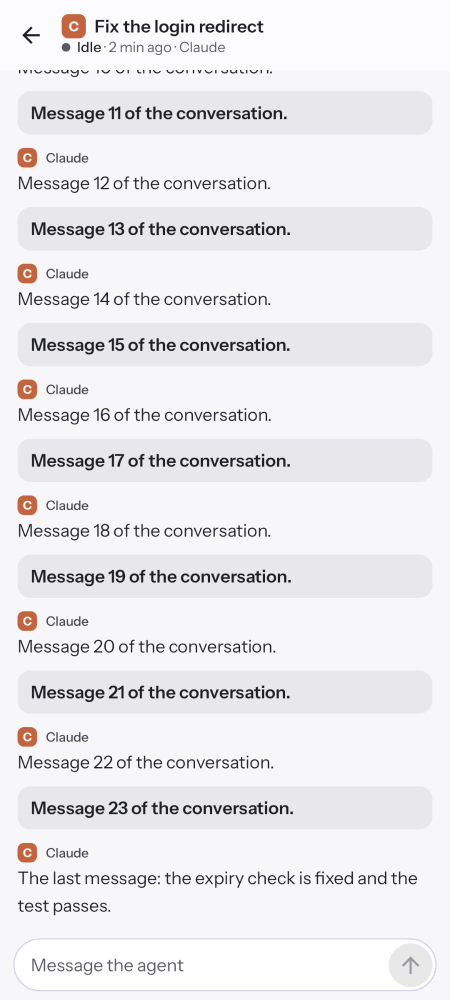 C Fix the login redirect
Idle · 2 min ago · Claude
Message 11 of the conversation.
C Claude
Message 12 of the conversation.
Message 13 of the conversation.
C Claude
Message 14 of the conversation.
Message 15 of the conversation.
C Claude
Message 16 of the conversation.
Message 17 of the conversation.
C Claude
Message 18 of the conversation.
Message 19 of the conversation.
C Claude
Message 20 of the conversation.
Message 21 of the conversation.
C Claude
Message 22 of the conversation.
Message 23 of the conversation.
C Claude
The last message: the expiry check is fixed and the
test passes.
Message the agent